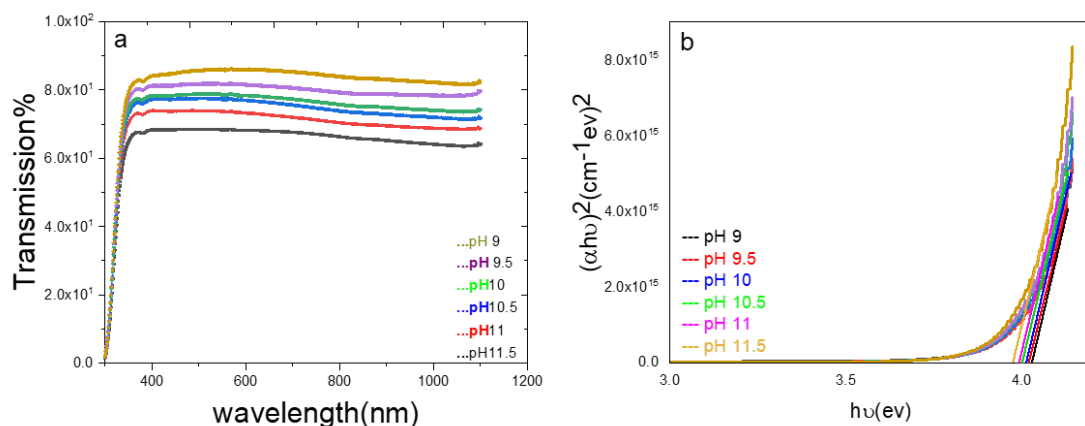 a
1.0x10²
8.0x10¹
6.0x10¹
4.0x10¹
2.0x10¹
0.0
Transmission%
...pH 9
...pH 9.5
...pH10
...pH10.5
...pH11
...pH11.5
400 600 800 1000 1200
wavelength(nm)
b
8.0x10¹⁵
6.0x10¹⁵
4.0x10¹⁵
2.0x10¹⁵
0.0
(αhυ)²(cm⁻¹ev)²
--- pH 9
--- pH 9.5
--- pH 10
--- pH 10.5
--- pH 11
--- pH 11.5
3.0 3.5 4.0
hυ(ev)